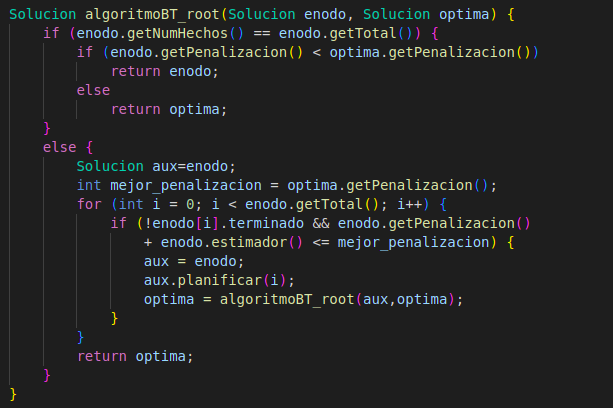 Solucion algoritmoBT_root(Solucion enodo, Solucion optima) {
    if (enodo.getNumHechos() == enodo.getTotal()) {
        if (enodo.getPenalizacion() < optima.getPenalizacion())
            return enodo;
        else
            return optima;
    }
    else {
        Solucion aux=enodo;
        int mejor_penalizacion = optima.getPenalizacion();
        for (int i = 0; i < enodo.getTotal(); i++) {
            if (!enodo[i].terminado && enodo.getPenalizacion()
                + enodo.estimador() <= mejor_penalizacion) {
                aux = enodo;
                aux.planificar(i);
                optima = algoritmoBT_root(aux,optima);
            }
        }
        return optima;
    }
}